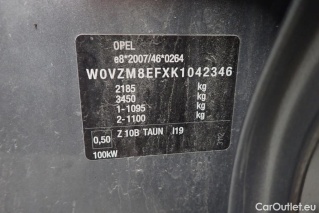 OPEL
e8*2007/46*0264
W0VZM8EFXK1042346
2185 kg
3450 kg
1-1095 kg
2-1100 kg
0,50 Z 10B TAUN I19
100kW
CarOutlet.eu